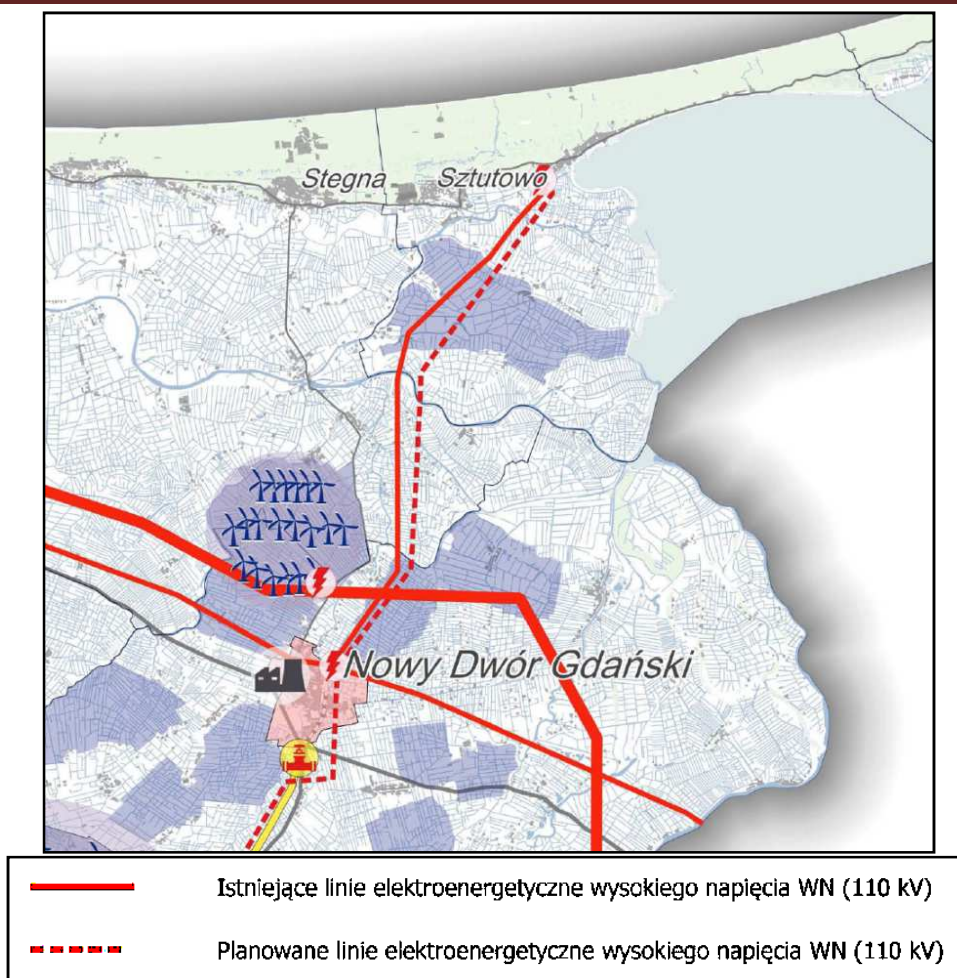 Stegna
Sztutowo
Nowy Dwór Gdański
Istniejące linie elektroenergetyczne wysokiego napięcia WN (110 kV)
Planowane linie elektroenergetyczne wysokiego napięcia WN (110 kV)